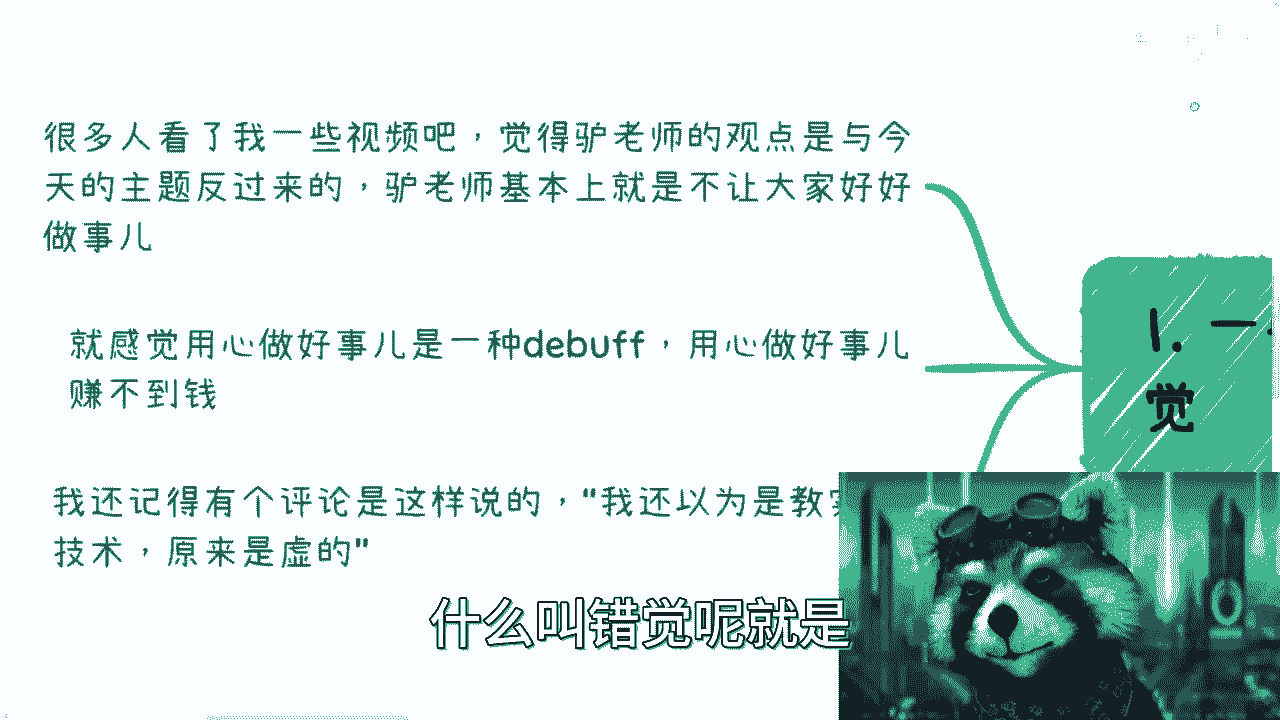 很多人看了我一些视频吧，觉得驴老师的观点是与今
天的主题反过来的，驴老师基本上就是不让大家好好
做事儿
就感觉用心做好事儿是一种debuff，用心做好事儿
赚不到钱
我还记得有个评论是这样说的，"我还以为是教
技术，原来是虚的"
1. 一
觉
什么叫错觉呢就是